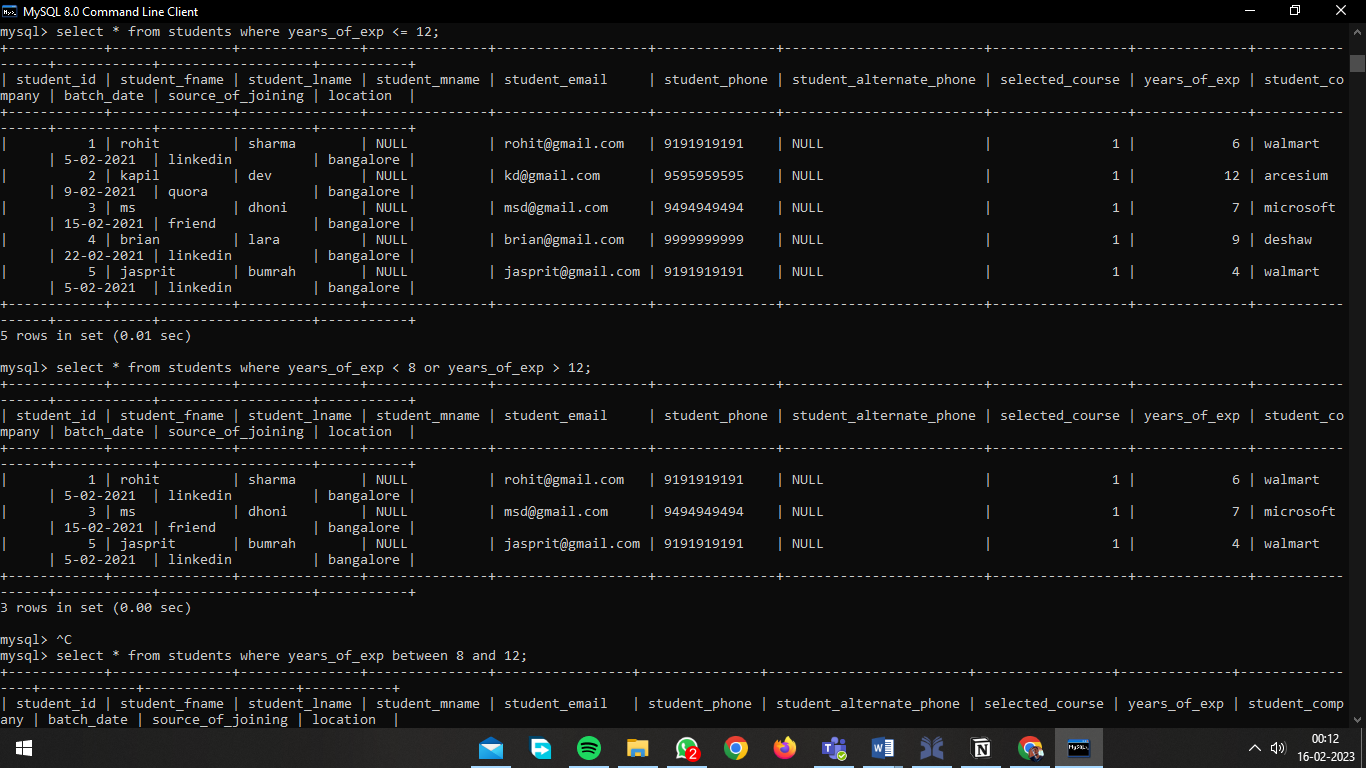 MySQL 8.0 Command Line Client
mysql> select * from students where years_of_exp <= 12;
+------------+---------------+---------------+---------------+-------------------+---------------+-------------------------+-----------------+--------------+-----------
------+------------+-------------------+-----------+
| student_id | student_fname | student_lname | student_mname | student_email     | student_phone | student_alternate_phone | selected_course | years_of_exp | student_co
mpany | batch_date | source_of_joining | location  |
+------------+---------------+---------------+---------------+-------------------+---------------+-------------------------+-----------------+--------------+-----------
------+------------+-------------------+-----------+
|          1 | rohit         | sharma        | NULL          | rohit@gmail.com   | 9191919191    | NULL                    |               1 |            6 | walmart
      | 5-02-2021  | linkedin          | bangalore |
|          2 | kapil         | dev           | NULL          | kd@gmail.com      | 9595959595    | NULL                    |               1 |           12 | arcesium
      | 9-02-2021  | quora             | bangalore |
|          3 | ms            | dhoni         | NULL          | msd@gmail.com     | 9494949494    | NULL                    |               1 |            7 | microsoft
      | 15-02-2021 | friend            | bangalore |
|          4 | brian         | lara          | NULL          | brian@gmail.com   | 9999999999    | NULL                    |               1 |            9 | deshaw
      | 22-02-2021 | linkedin          | bangalore |
|          5 | jasprit       | bumrah        | NULL          | jasprit@gmail.com | 9191919191    | NULL                    |               1 |            4 | walmart
      | 5-02-2021  | linkedin          | bangalore |
+------------+---------------+---------------+---------------+-------------------+---------------+-------------------------+-----------------+--------------+-----------
------+------------+-------------------+-----------+
5 rows in set (0.01 sec)
mysql> select * from students where years_of_exp < 8 or years_of_exp > 12;
+------------+---------------+---------------+---------------+-------------------+---------------+-------------------------+-----------------+--------------+-----------
------+------------+-------------------+-----------+
| student_id | student_fname | student_lname | student_mname | student_email     | student_phone | student_alternate_phone | selected_course | years_of_exp | student_co
mpany | batch_date | source_of_joining | location  |
+------------+---------------+---------------+---------------+-------------------+---------------+-------------------------+-----------------+--------------+-----------
------+------------+-------------------+-----------+
|          1 | rohit         | sharma        | NULL          | rohit@gmail.com   | 9191919191    | NULL                    |               1 |            6 | walmart
      | 5-02-2021  | linkedin          | bangalore |
|          3 | ms            | dhoni         | NULL          | msd@gmail.com     | 9494949494    | NULL                    |               1 |            7 | microsoft
      | 15-02-2021 | friend            | bangalore |
|          5 | jasprit       | bumrah        | NULL          | jasprit@gmail.com | 9191919191    | NULL                    |               1 |            4 | walmart
      | 5-02-2021  | linkedin          | bangalore |
+------------+---------------+---------------+---------------+-------------------+---------------+-------------------------+-----------------+--------------+-----------
------+------------+-------------------+-----------+
3 rows in set (0.00 sec)
mysql> ^C
mysql> select * from students where years_of_exp between 8 and 12;
+------------+---------------+---------------+---------------+-----------------+---------------+-------------------------+-----------------+--------------+-------------
----+------------+-------------------+-----------+
| student_id | student_fname | student_lname | student_mname | student_email   | student_phone | student_alternate_phone | selected_course | years_of_exp | student_comp
any | batch_date | source_of_joining | location  |
2
MySQL
00:12
16-02-2023